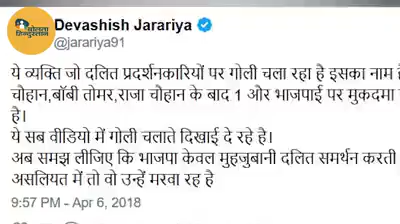 बोलता हिन्दुस्तान
Devashish Jarariya
@jarariya91
ये व्यक्ति जो दलित प्रदर्शनकारियों पर गोली चला रहा है इसका नाम
चौहान,बॉबी तोमर,राजा चौहान के बाद 1 ओर भाजपाई पर मुकदमा
है।
ये सब वीडियो में गोली चलाते दिखाई दे रहे है।
अब समझ लीजिए कि भाजपा केवल मुहजुबानी दलित समर्थन करती
असलियत में तो वो उन्हें मरवा रह है
9:57 PM - Apr 6, 2018